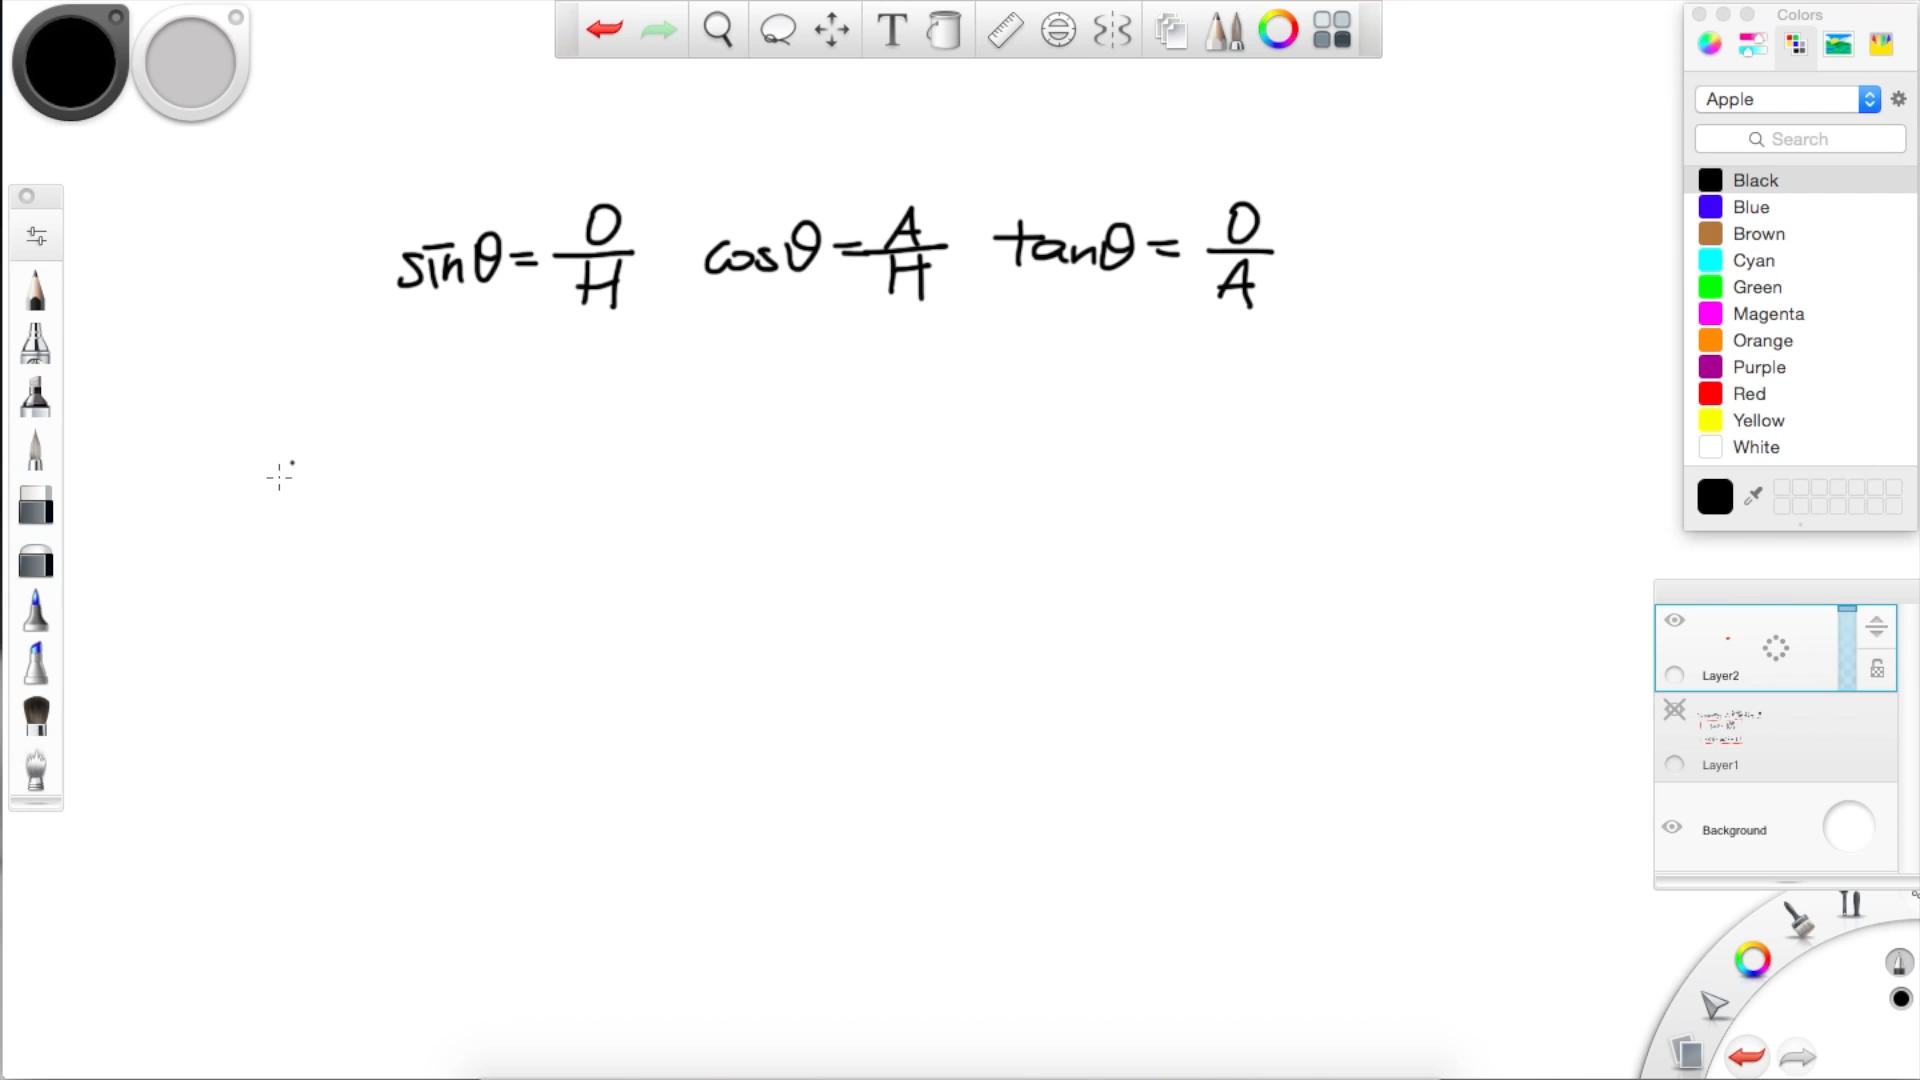 T
Colors
Apple
Search
sinθ = O/H cosθ = A/H tanθ = O/A
Black
Blue
Brown
Cyan
Green
Magenta
Orange
Purple
Red
Yellow
White
Layer2
Layer1
Background